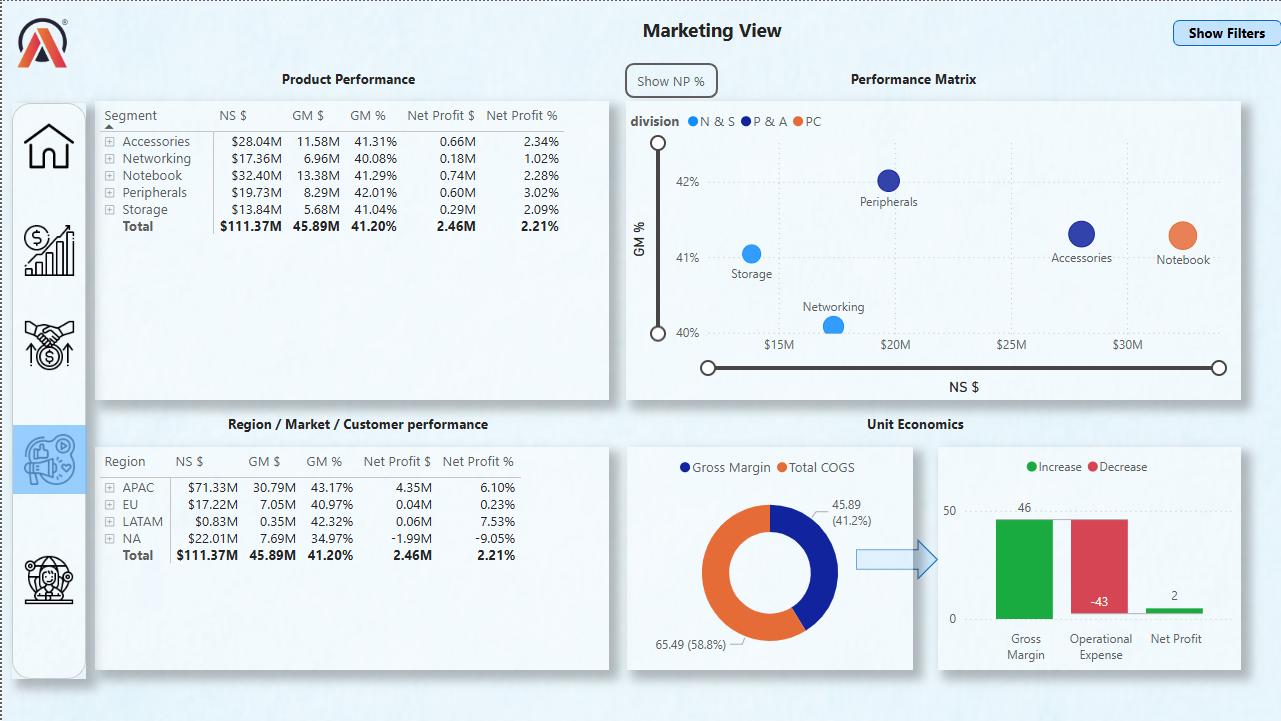 Marketing View
Show Filters
Product Performance
Segment NS $ GM $ GM % Net Profit $ Net Profit %
Accessories $28.04M 11.58M 41.31% 0.66M 2.34%
Networking $17.36M 6.96M 40.08% 0.18M 1.02%
Notebook $32.40M 13.38M 41.29% 0.74M 2.28%
Peripherals $19.73M 8.29M 42.01% 0.60M 3.02%
Storage $13.84M 5.68M 41.04% 0.29M 2.09%
Total $111.37M 45.89M 41.20% 2.46M 2.21%
Show NP %
Performance Matrix
division N & S P & A PC
GM %
42%
41%
40%
Peripherals
Accessories
Notebook
Storage
Networking
$15M $20M $25M $30M
NS $
Region / Market / Customer performance
Region NS $ GM $ GM % Net Profit $ Net Profit %
APAC $71.33M 30.79M 43.17% 4.35M 6.10%
EU $17.22M 7.05M 40.97% 0.04M 0.23%
LATAM $0.83M 0.35M 42.32% 0.06M 7.53%
NA $22.01M 7.69M 34.97% -1.99M -9.05%
Total $111.37M 45.89M 41.20% 2.46M 2.21%
Unit Economics
Gross Margin Total COGS
45.89
(41.2%)
65.49 (58.8%)
Increase Decrease
50
0
46
-43
2
Gross
Margin
Operational
Expense
Net Profit
®